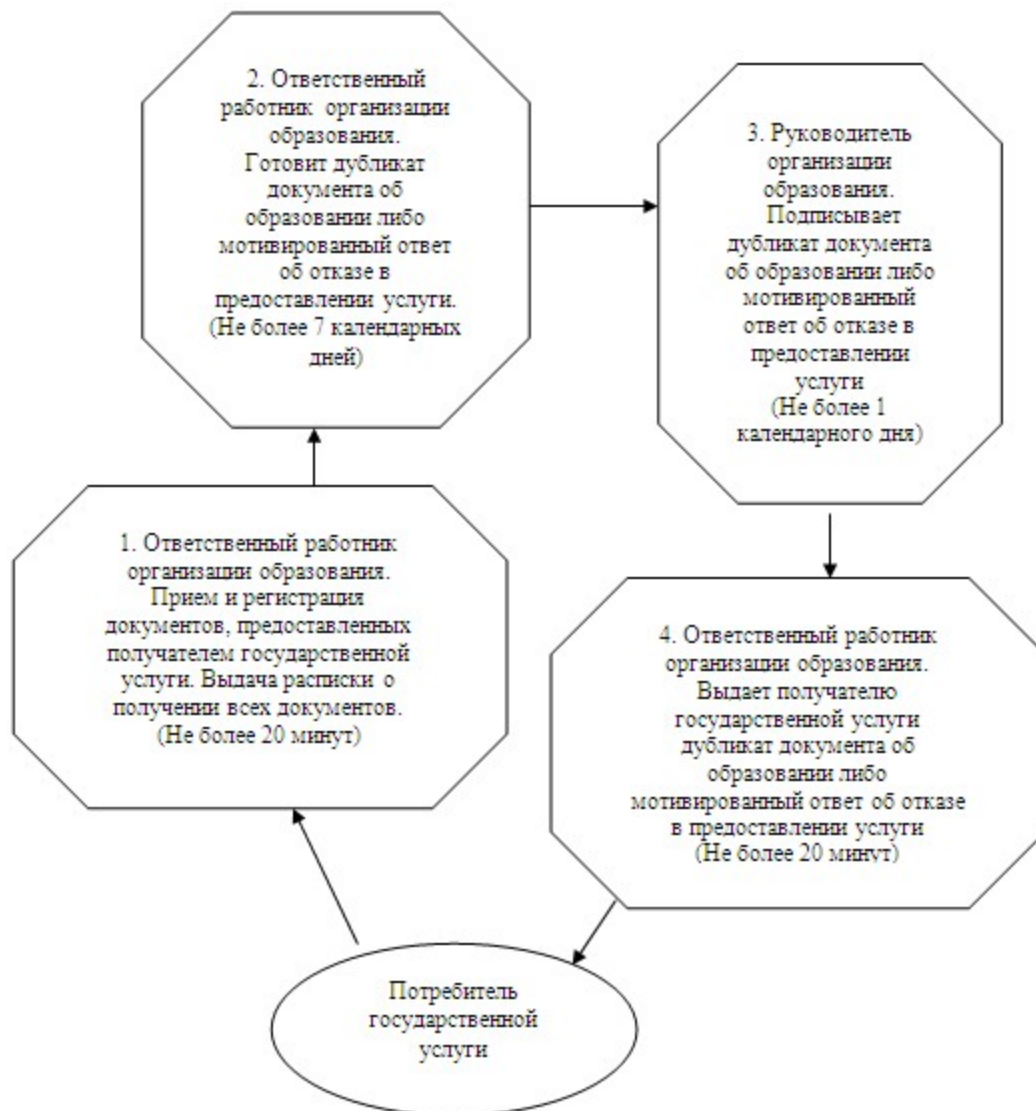 2. Ответственный
работник организации
образования.
Готовит дубликат
документа об
образовании либо
мотивированный ответ
об отказе в
предоставлении услуги.
(Не более 7 календарных
дней)
3. Руководитель
организации
образования.
Подписывает
дубликат документа
об образовании либо
мотивированный
ответ об отказе в
предоставлении
услуги
(Не более 1
календарного дня)
1. Ответственный работник
организации образования.
Прием и регистрация
документов, предоставленных
получателем государственной
услуги. Выдача расписки о
получении всех документов.
(Не более 20 минут)
4. Ответственный работник
организации образования.
Выдает получателю
государственной услуги
дубликат документа об
образовании либо
мотивированный ответ об отказе
в предоставлении услуги
(Не более 20 минут)
Потребитель
государственной
услуги